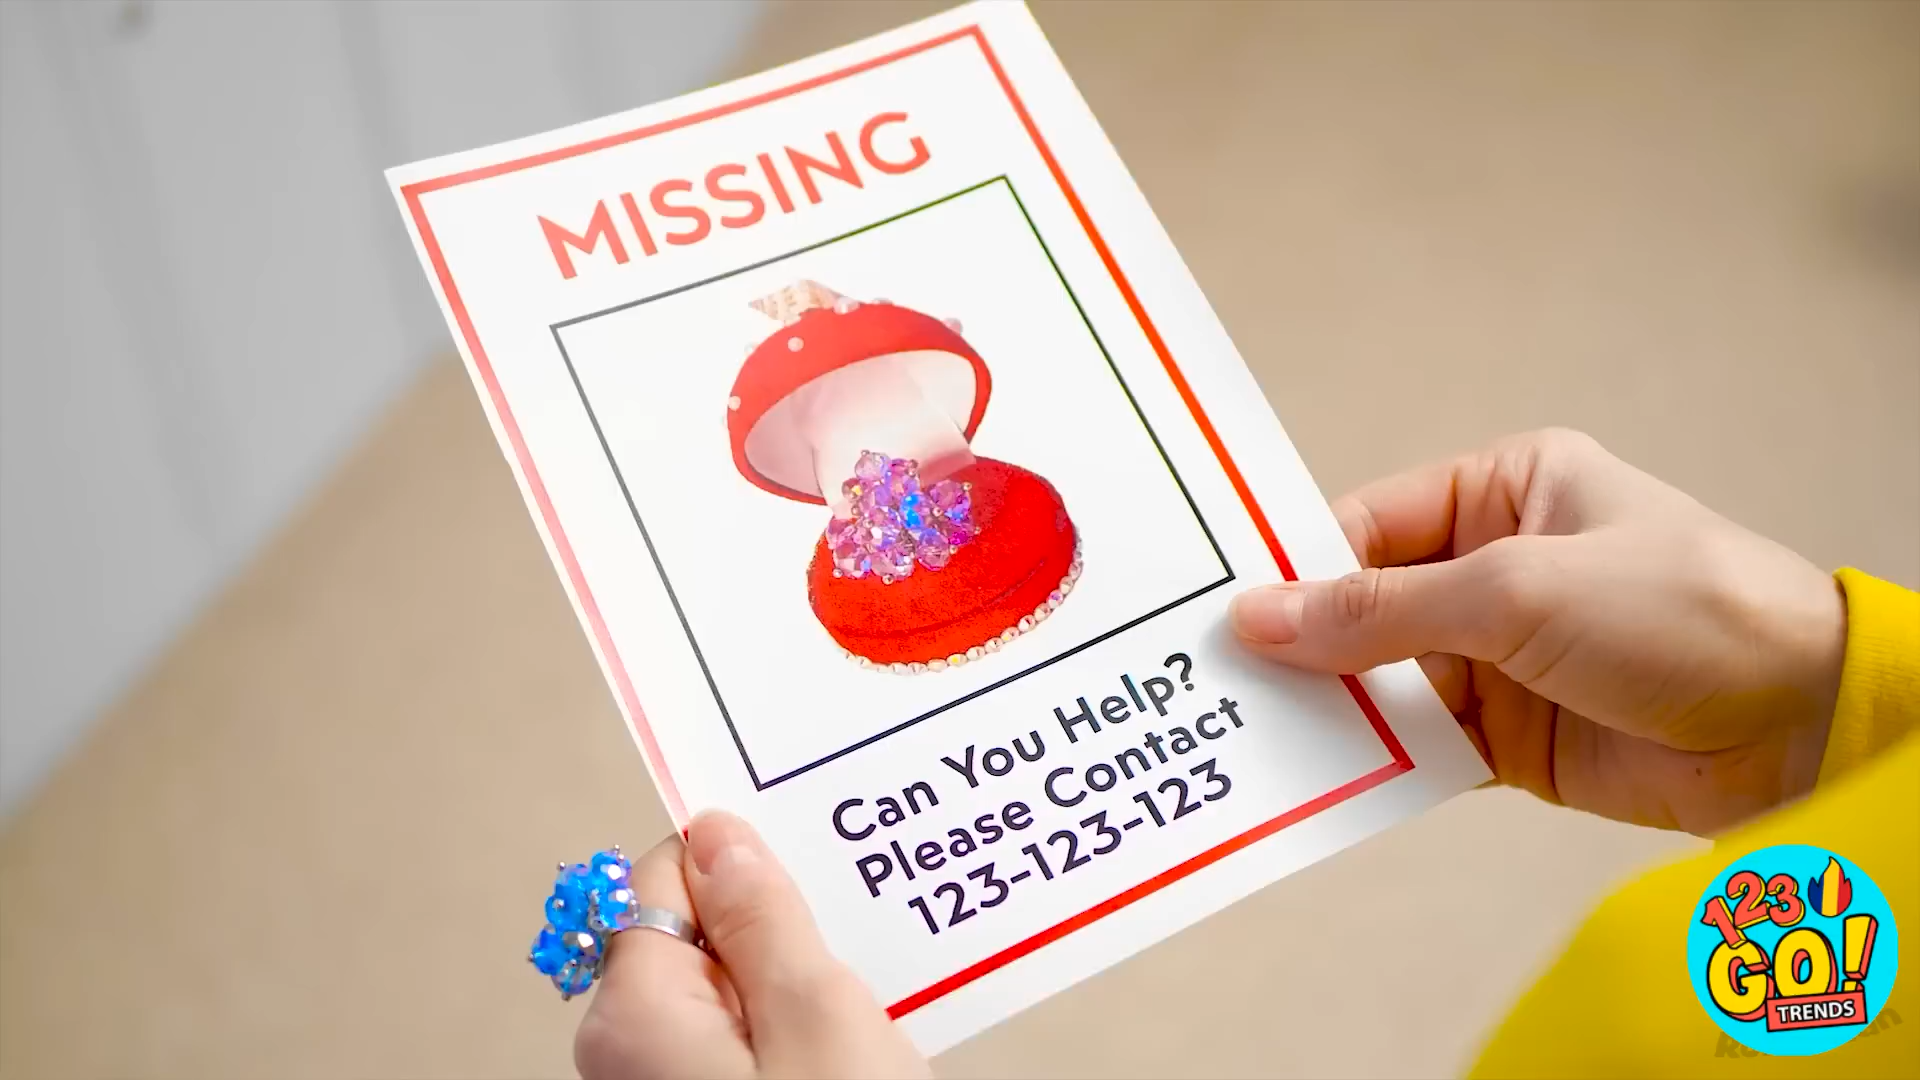 MISSING
Can You Help?
Please Contact
123-123-123
123
GO!
TRENDS